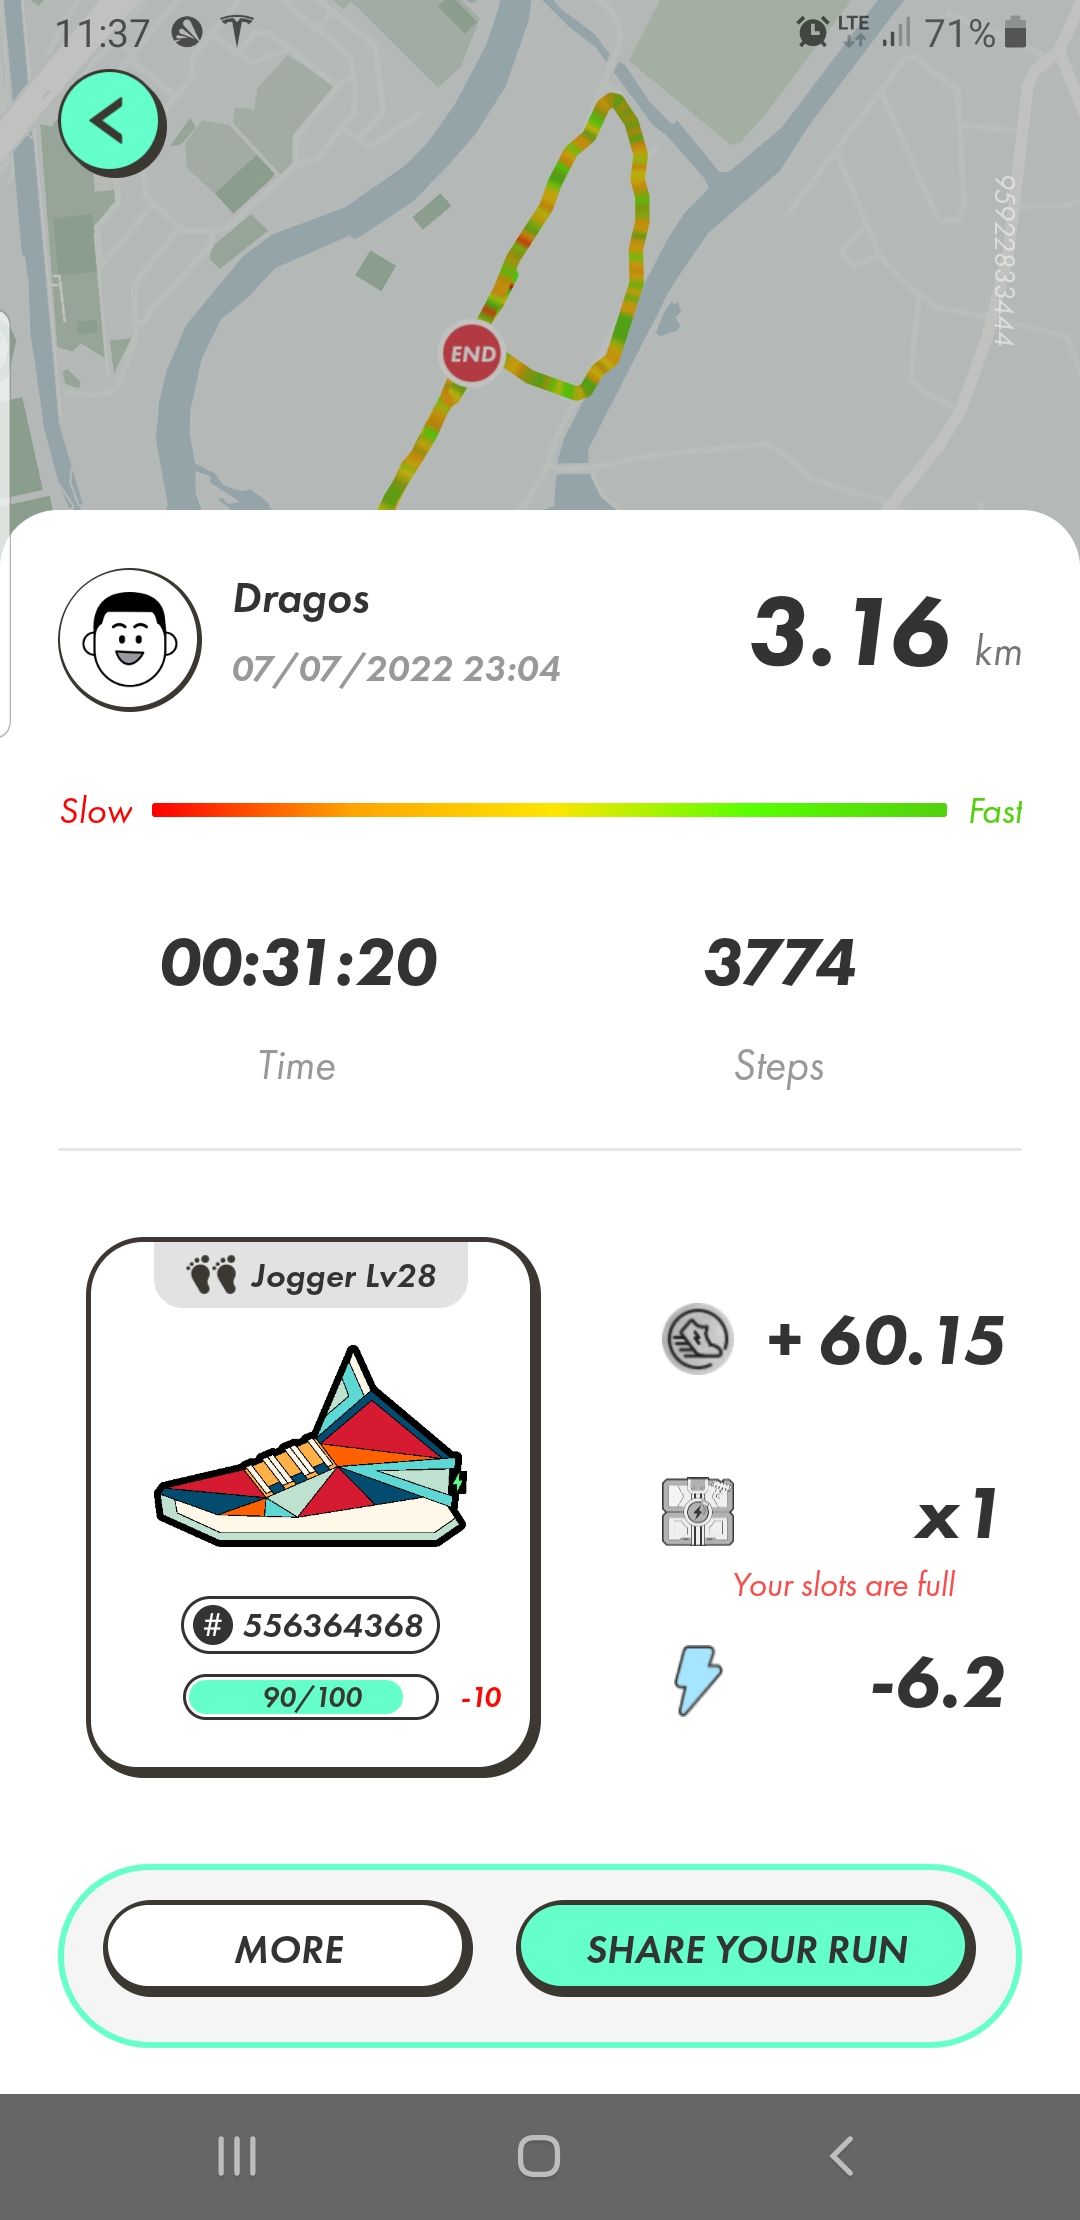 11:37
LTE 71%
95922833444
END
Dragos
07/07/2022 23:04
3.16 km
Slow Fast
00:31:20 3774
Time Steps
Jogger Lv28
+ 60.15
x1
Your slots are full
# 556364368
90/100 -10
-6.2
MORE SHARE YOUR RUN